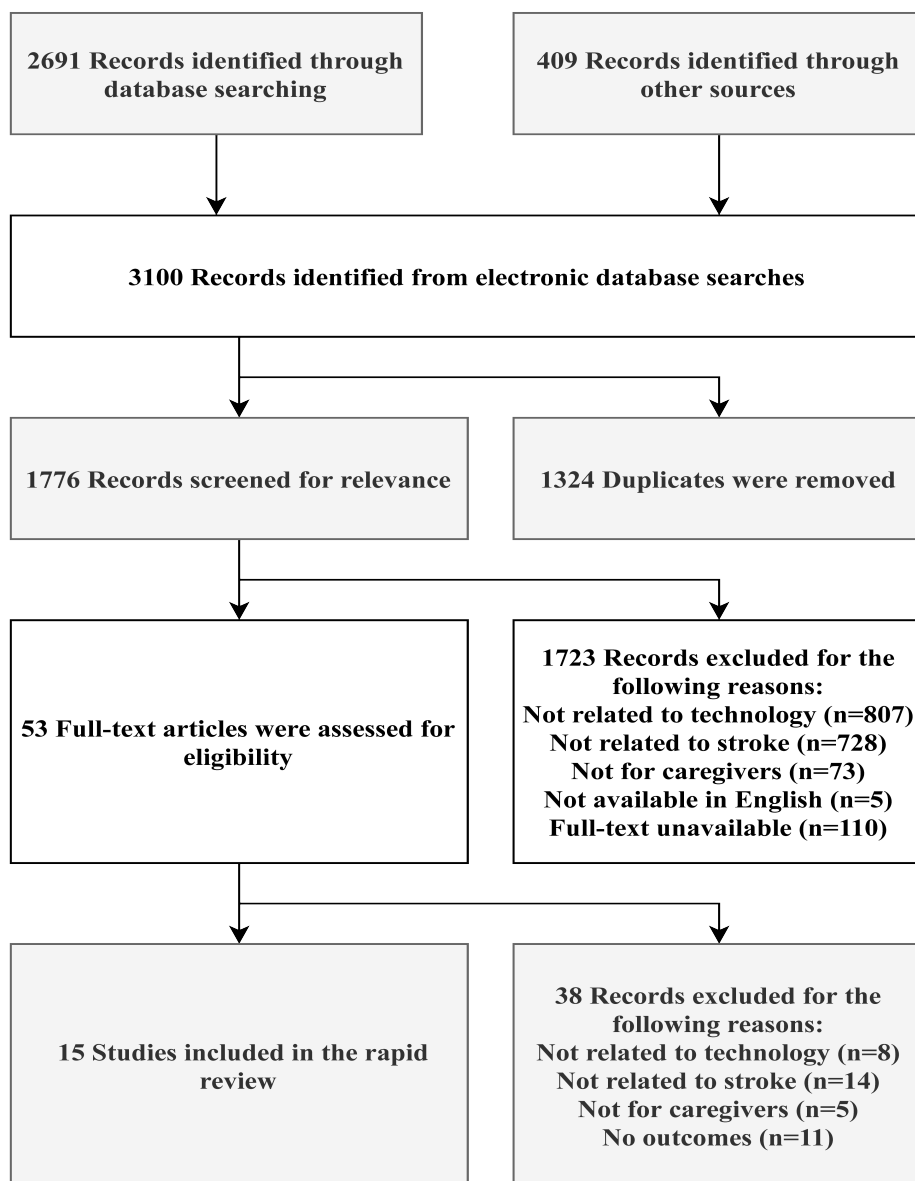 2691 Records identified through
database searching
409 Records identified through
other sources
3100 Records identified from electronic database searches
1776 Records screened for relevance
1324 Duplicates were removed
53 Full-text articles were assessed for
eligibility
1723 Records excluded for the
following reasons:
Not related to technology (n=807)
Not related to stroke (n=728)
Not for caregivers (n=73)
Not available in English (n=5)
Full-text unavailable (n=110)
15 Studies included in the rapid
review
38 Records excluded for the
following reasons:
Not related to technology (n=8)
Not related to stroke (n=14)
Not for caregivers (n=5)
No outcomes (n=11)